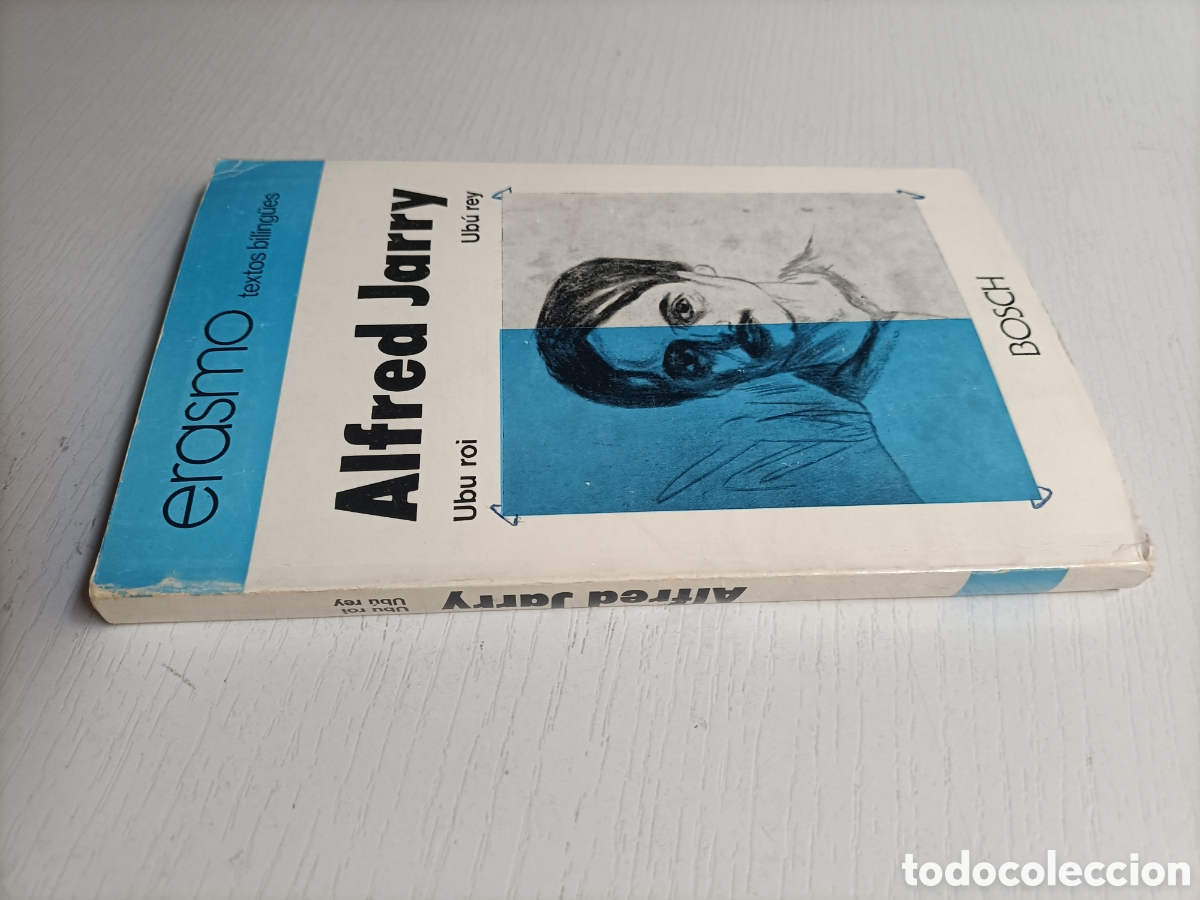 erasmo textos bilingües
Alfred Jarry
Ubu roi Ubú rey
BOSCH
Ubu roi
Ubú rey
Alfred Jarry
todocoleccion